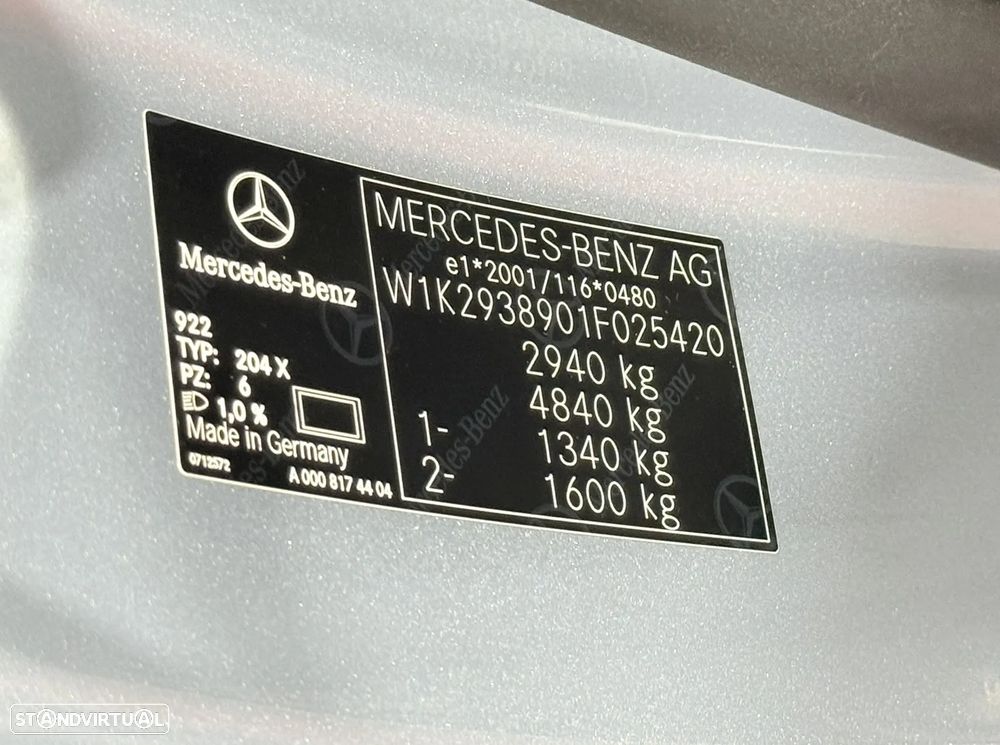 Mercedes-Benz
922
TYP: 204 X
PZ: 6
1,0 %
Made in Germany
0712572
A 000 817 44 04
MERCEDES-BENZ AG
e1*2001/116*0480
W1K2938901F025420
2940 kg
4840 kg
1- 1340 kg
2- 1600 kg
STANDVIRTUAL